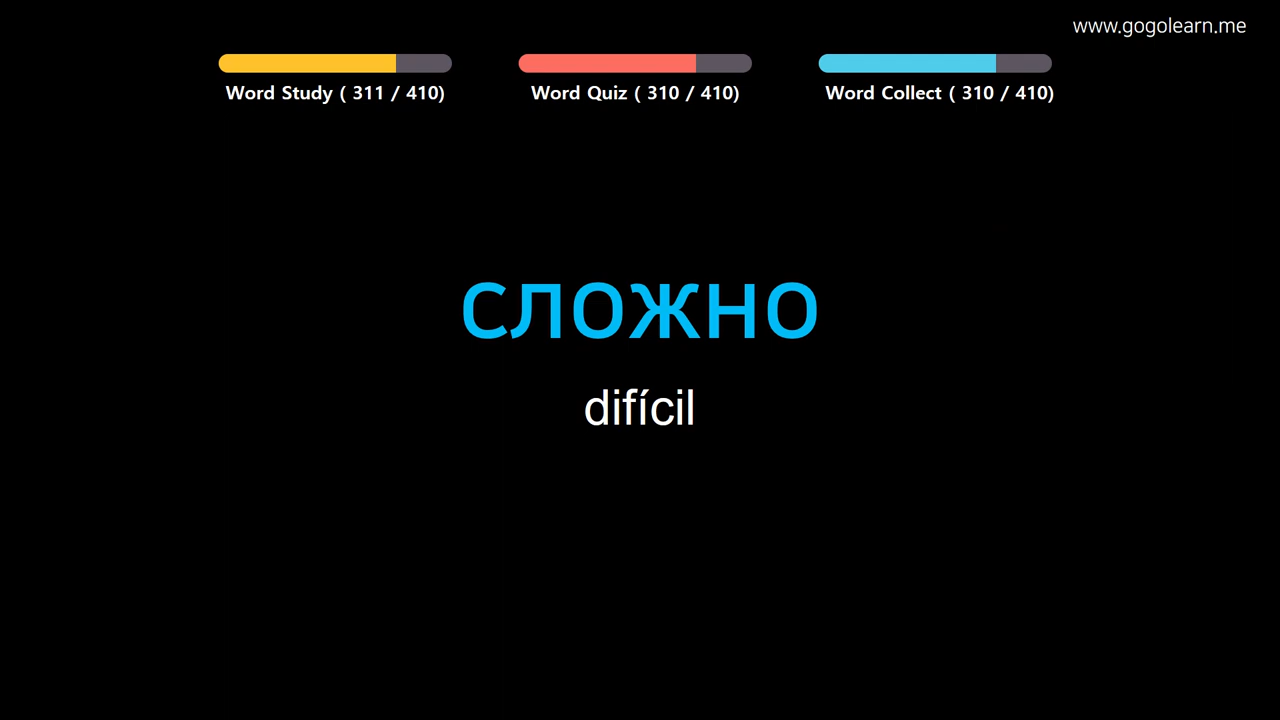 www.gogolearn.me
Word Study ( 311 / 410)
Word Quiz ( 310 / 410)
Word Collect ( 310 / 410)
сложно
difícil